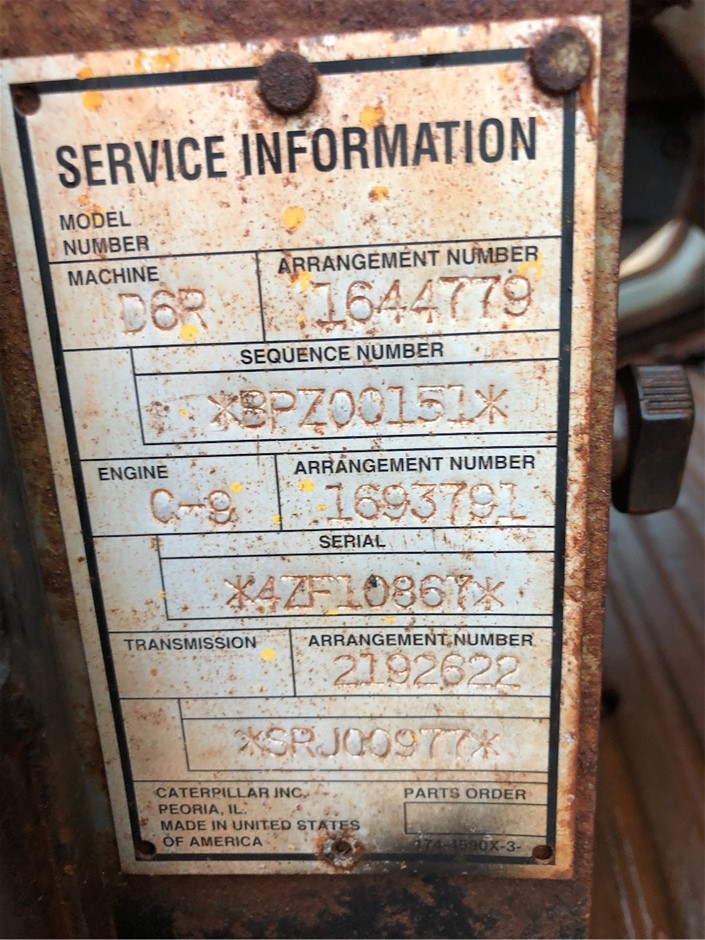 SERVICE INFORMATION
MODEL
NUMBER
MACHINE ARRANGEMENT NUMBER
D6R 1644779
SEQUENCE NUMBER
*BPZ00151*
ENGINE ARRANGEMENT NUMBER
C-9 1693791
SERIAL
*4ZF10867*
TRANSMISSION ARRANGEMENT NUMBER
2192622
*SRJ00977*
CATERPILLAR INC. PARTS ORDER
PEORIA, IL.
MADE IN UNITED STATES
OF AMERICA